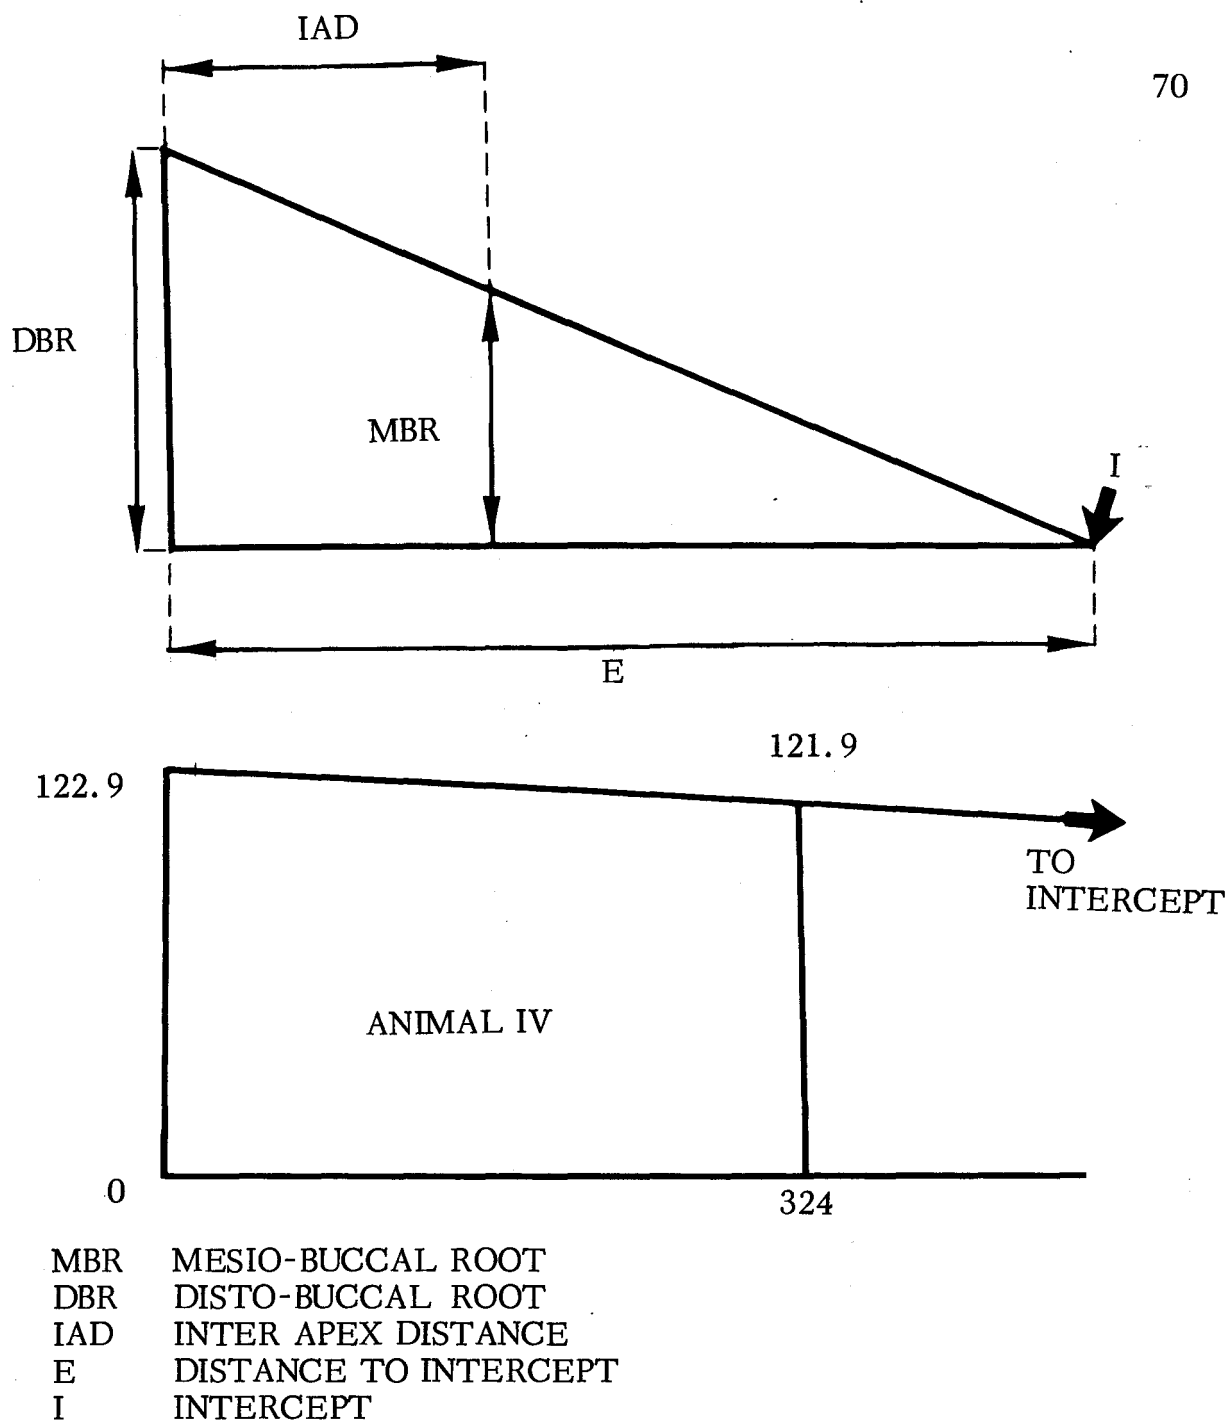 IAD
70
DBR
MBR
I
E
121.9
122.9
TO
INTERCEPT
ANIMAL IV
0
324
MBR MESIO-BUCCAL ROOT
DBR DISTO-BUCCAL ROOT
IAD INTER APEX DISTANCE
E DISTANCE TO INTERCEPT
I INTERCEPT